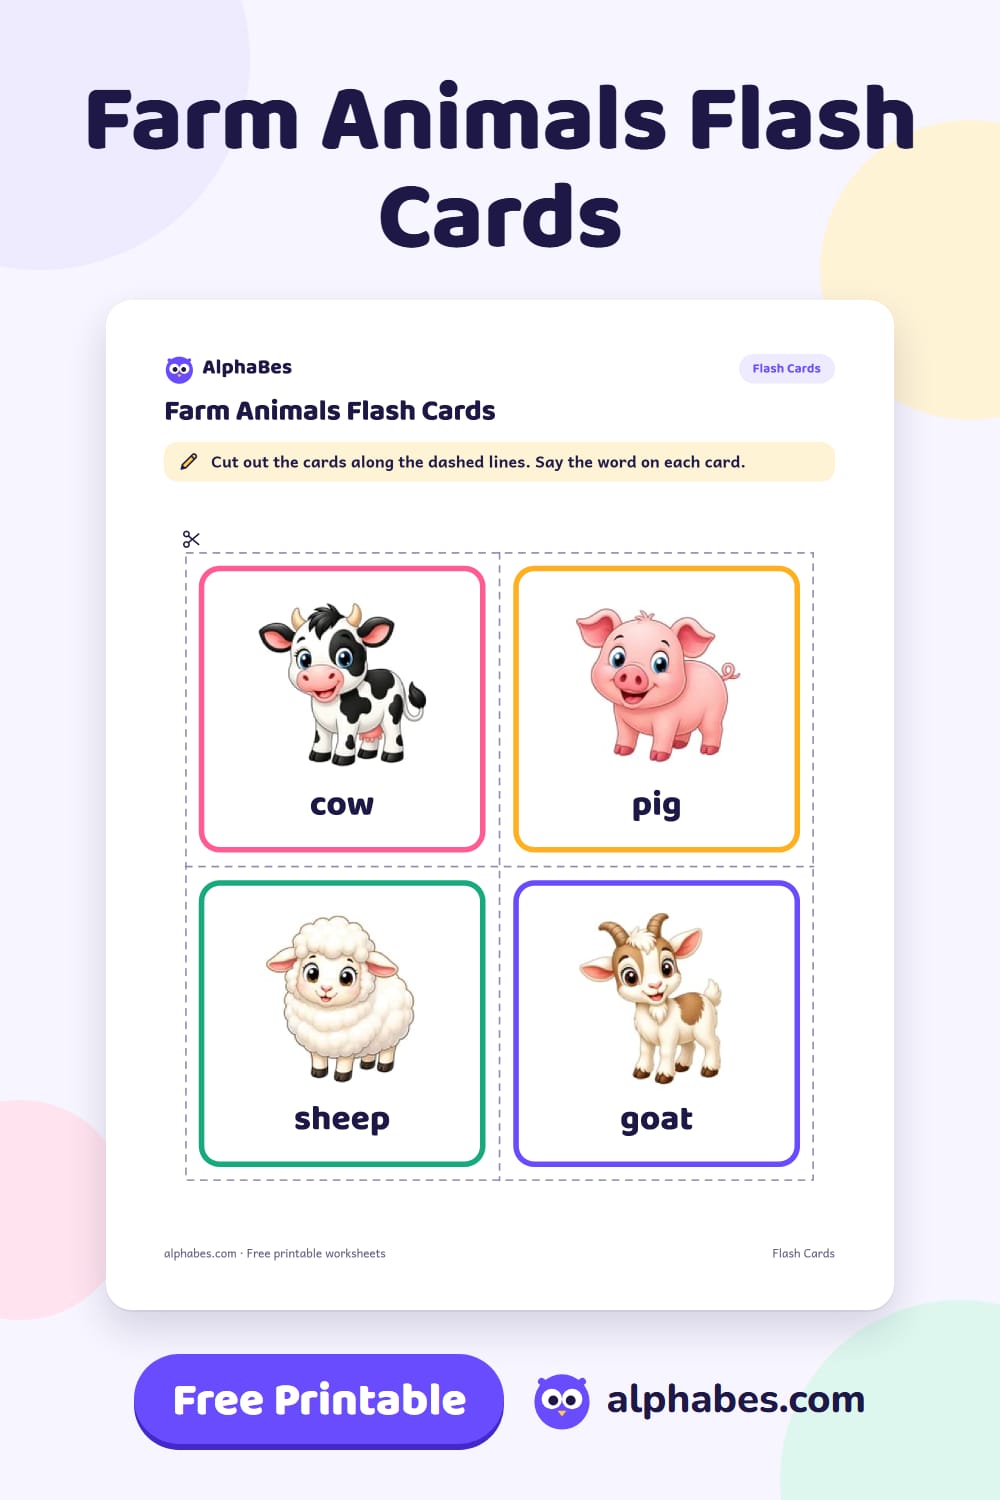 Farm Animals Flash
Cards
AlphaBes
Flash Cards
Farm Animals Flash Cards
Cut out the cards along the dashed lines. Say the word on each card.
cow
pig
sheep
goat
alphabes.com · Free printable worksheets
Flash Cards
Free Printable
alphabes.com